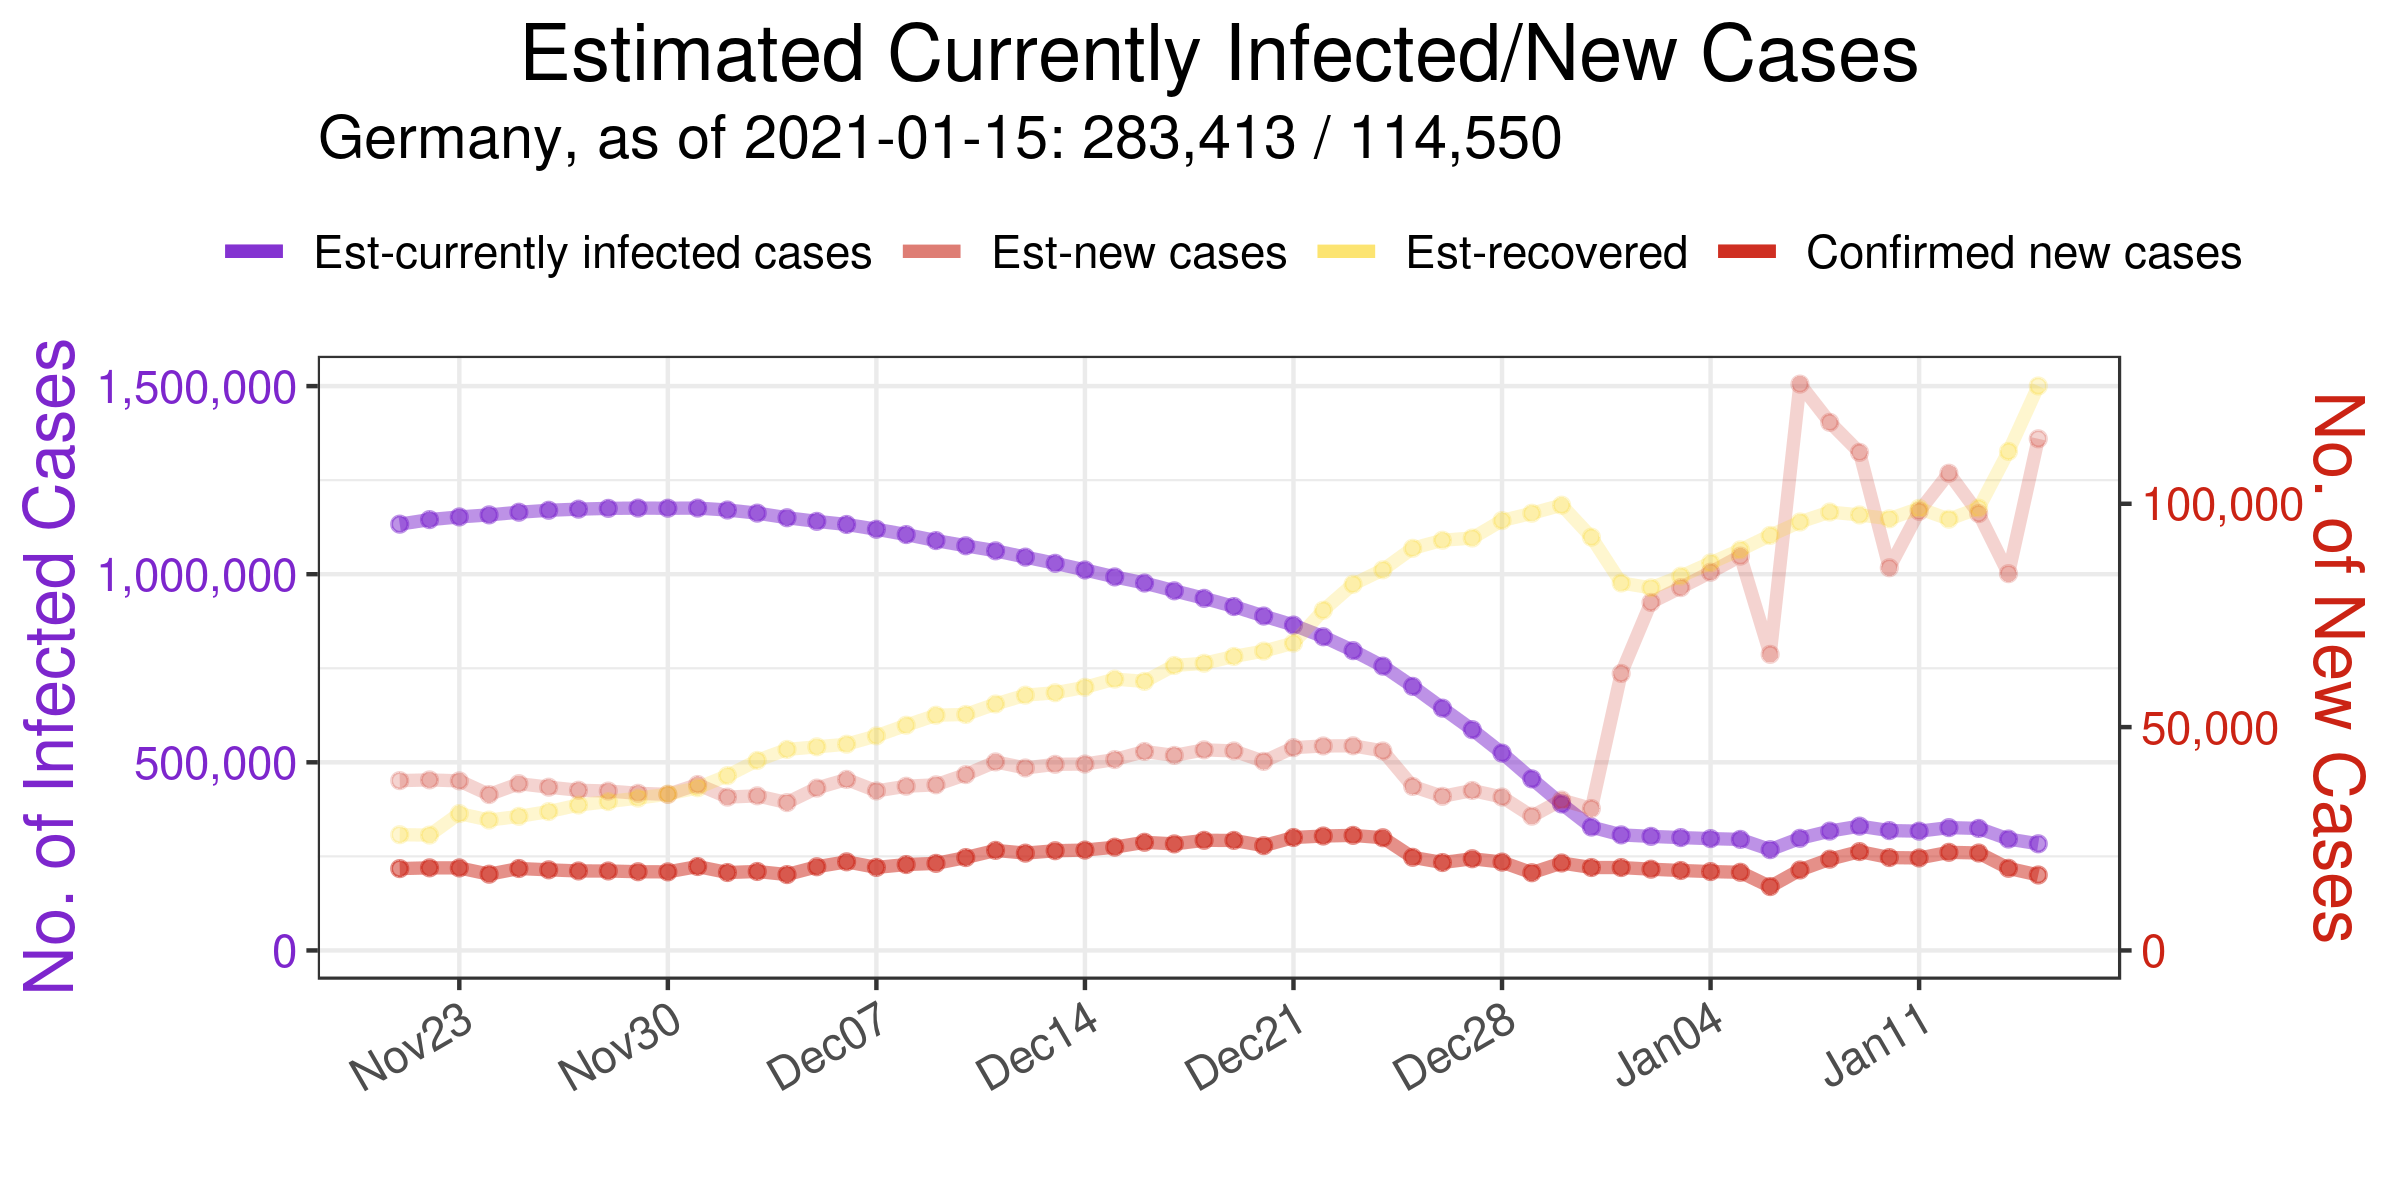 Estimated Currently Infected/New Cases
Germany, as of 2021-01-15: 283,413 / 114,550
Est-currently infected cases Est-new cases Est-recovered Confirmed new cases
No. of Infected Cases
1,500,000
1,000,000
500,000
0
No. of New Cases
100,000
50,000
0
Nov23 Nov30 Dec07 Dec14 Dec21 Dec28 Jan04 Jan11